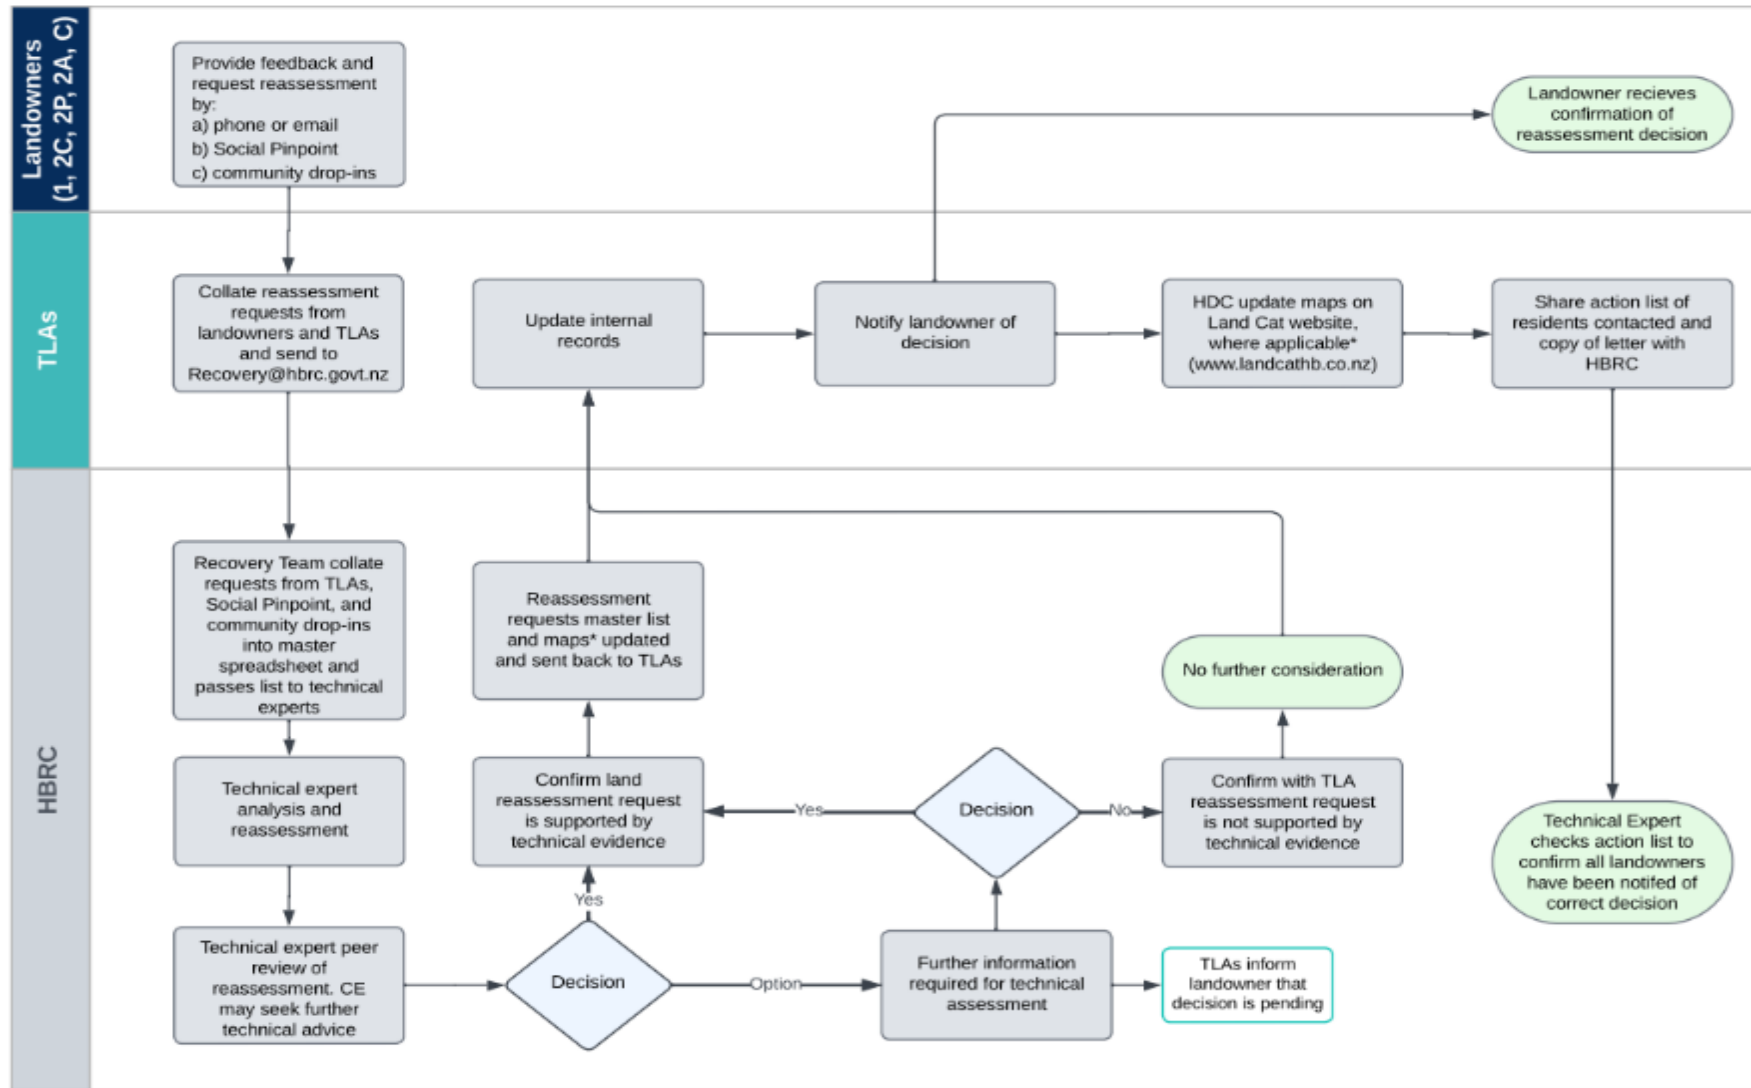 Landowners
(1, 2C, 2P, 2A, C)
Provide feedback and
request reassessment
by:
a) phone or email
b) Social Pinpoint
c) community drop-ins
Landowner recieves
confirmation of
reassessment decision
TLAs
Collate reassessment
requests from
landowners and TLAs
and send to
Recovery@hbrc.govt.nz
Update internal
records
Notify landowner of
decision
HDC update maps on
Land Cat website,
where applicable*
(www.landcathb.co.nz)
Share action list of
residents contacted and
copy of letter with
HBRC
HBRC
Recovery Team collate
requests from TLAs,
Social Pinpoint, and
community drop-ins
into master
spreadsheet and
passes list to technical
experts
Reassessment
requests master list
and maps* updated
and sent back to TLAs
No further consideration
Technical expert
analysis and
reassessment
Confirm land
reassessment request
is supported by
technical evidence
Yes
Decision
No
Confirm with TLA
reassessment request
is not supported by
technical evidence
Technical Expert
checks action list to
confirm all landowners
have been notifed of
correct decision
Technical expert peer
review of
reassessment. CE
may seek further
technical advice
Yes
Decision
Option
Further information
required for technical
assessment
TLAs inform
landowner that
decision is pending